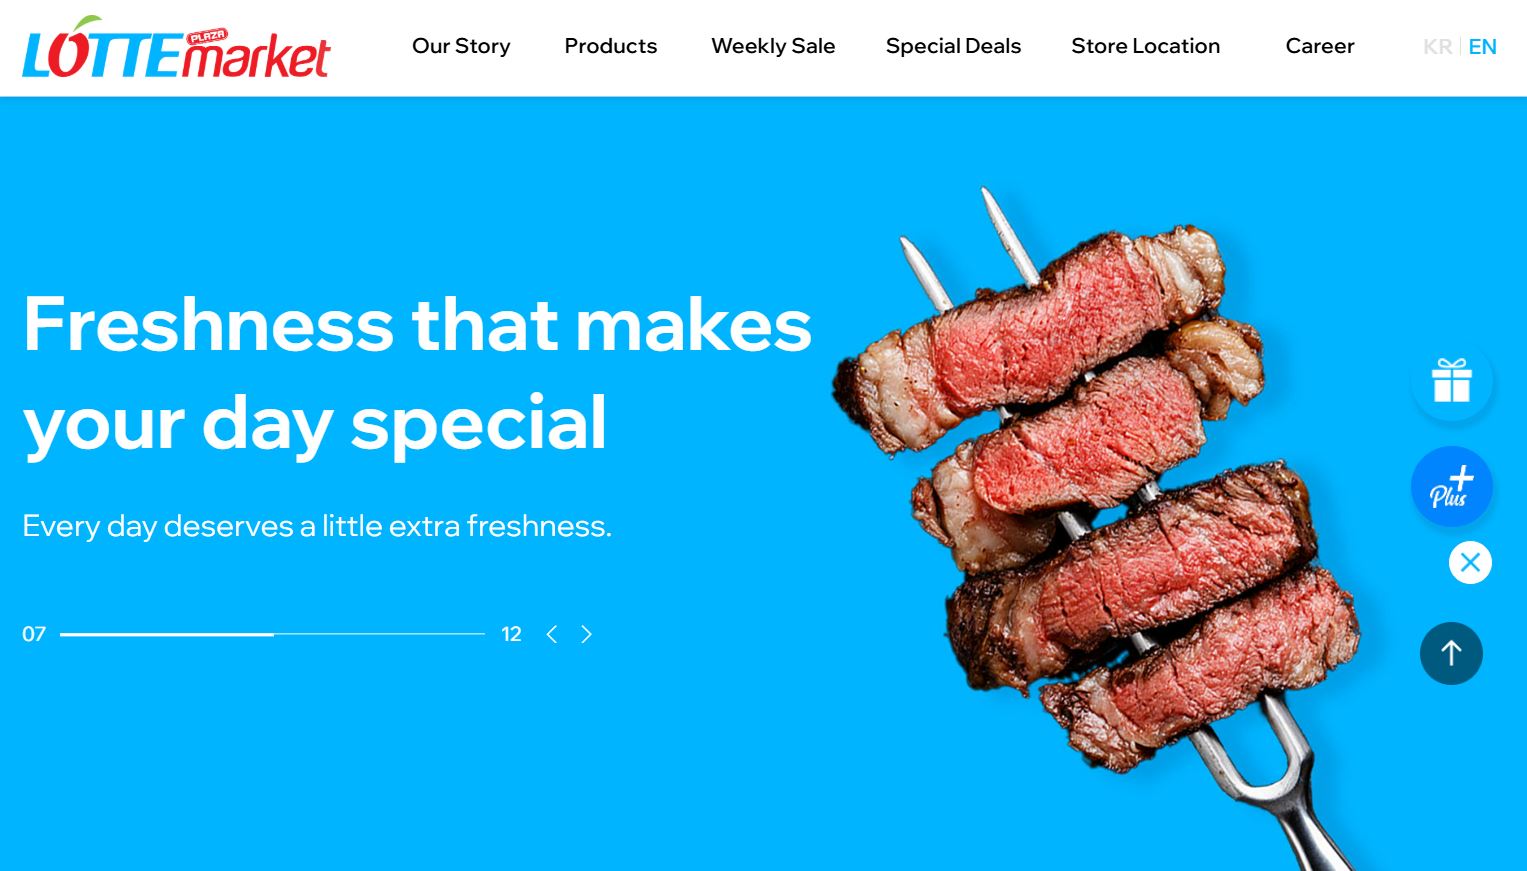 LOTTE PLAZA market
Our Story
Products
Weekly Sale
Special Deals
Store Location
Career
KR
EN
Freshness that makes
your day special
Every day deserves a little extra freshness.
07
12
Plus